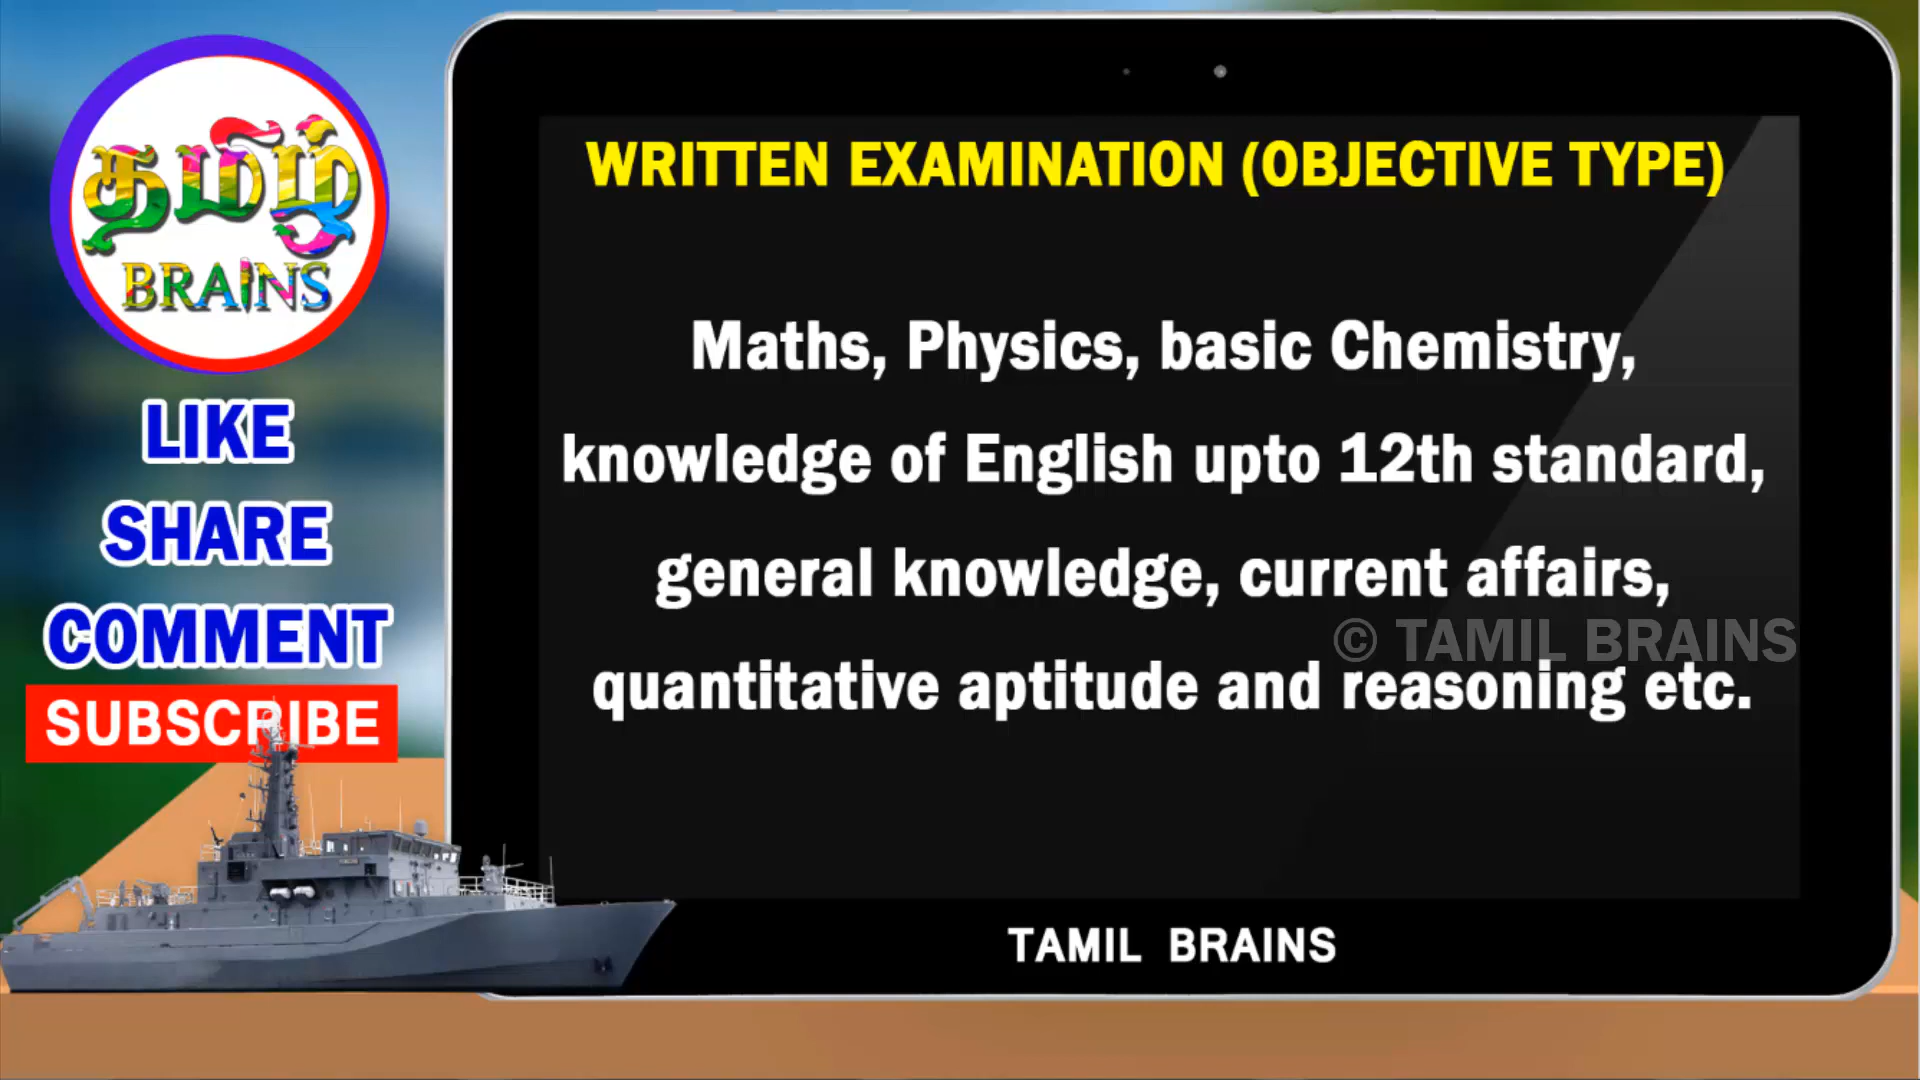 தமிழ்
BRAINS
LIKE
SHARE
COMMENT
SUBSCRIBE
WRITTEN EXAMINATION (OBJECTIVE TYPE)
Maths, Physics, basic Chemistry,
knowledge of English upto 12th standard,
general knowledge, current affairs,
© TAMIL BRAINS
quantitative aptitude and reasoning etc.
TAMIL BRAINS